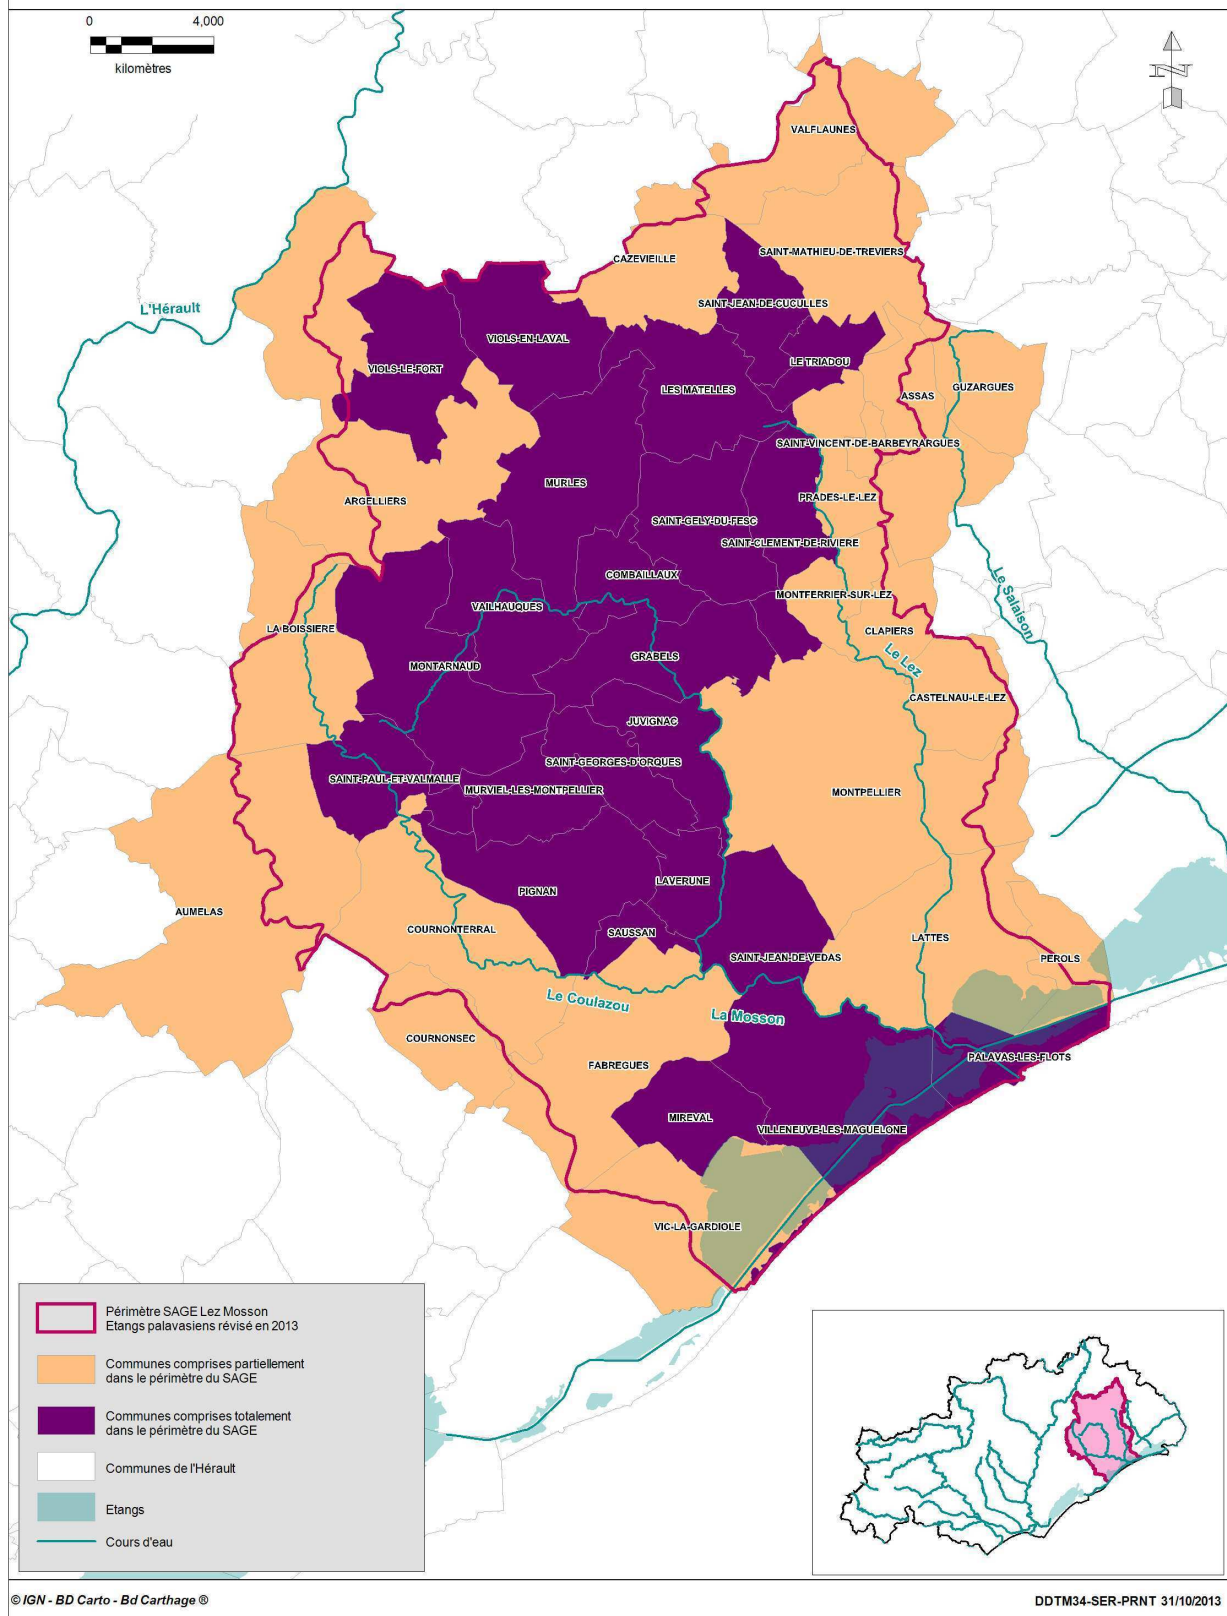 0 4,000
kilomètres
N
VALFLAUNES
CAZEVIEILLE
SAINT-MATHIEU-DE-TREVIERS
L'Hérault
SAINT-JEAN-DE-CUCULLES
VIOLS-EN-LAVAL
VIOLS-LE-FORT
LE TRIADOU
LES MATELLES
ASSAS
GUZARGUES
SAINT-VINCENT-DE-BARBEYRARGUES
MURLES
ARGELLIERS
PRADES-LE-LEZ
SAINT-GELY-DU-FESC
SAINT-CLEMENT-DE-RIVIERE
COMBAILLAUX
MONTFERRIER-SUR-LEZ
Le Salaison
VAILHAUQUES
LA BOISSIERE
CLAPIERS
GRABELS
Le Lez
MONTARNAUD
CASTELNAU-LE-LEZ
JUVIGNAC
SAINT-GEORGES-D'ORQUES
SAINT-PAUL-ET-VALMALLE
MURVIEL-LES-MONTPELLIER
MONTPELLIER
LAVERUNE
PIGNAN
AUMELAS
COURNONTERRAL
SAUSSAN
LATTES
SAINT-JEAN-DE-VEDAS
PEROLS
Le Coulazou
La Mosson
COURNONSEC
FABREGUES
PALAVAS-LES-FLOTS
MIREVAL
VILLENEUVE-LES-MAGUELONE
VIC-LA-GARDIOLE
Périmètre SAGE Lez Mosson
Etangs palavasiens révisé en 2013
Communes comprises partiellement
dans le périmètre du SAGE
Communes comprises totalement
dans le périmètre du SAGE
Communes de l'Hérault
Etangs
Cours d'eau
© IGN - BD Carto - Bd Carthage ®
DDTM34-SER-PRNT 31/10/2013